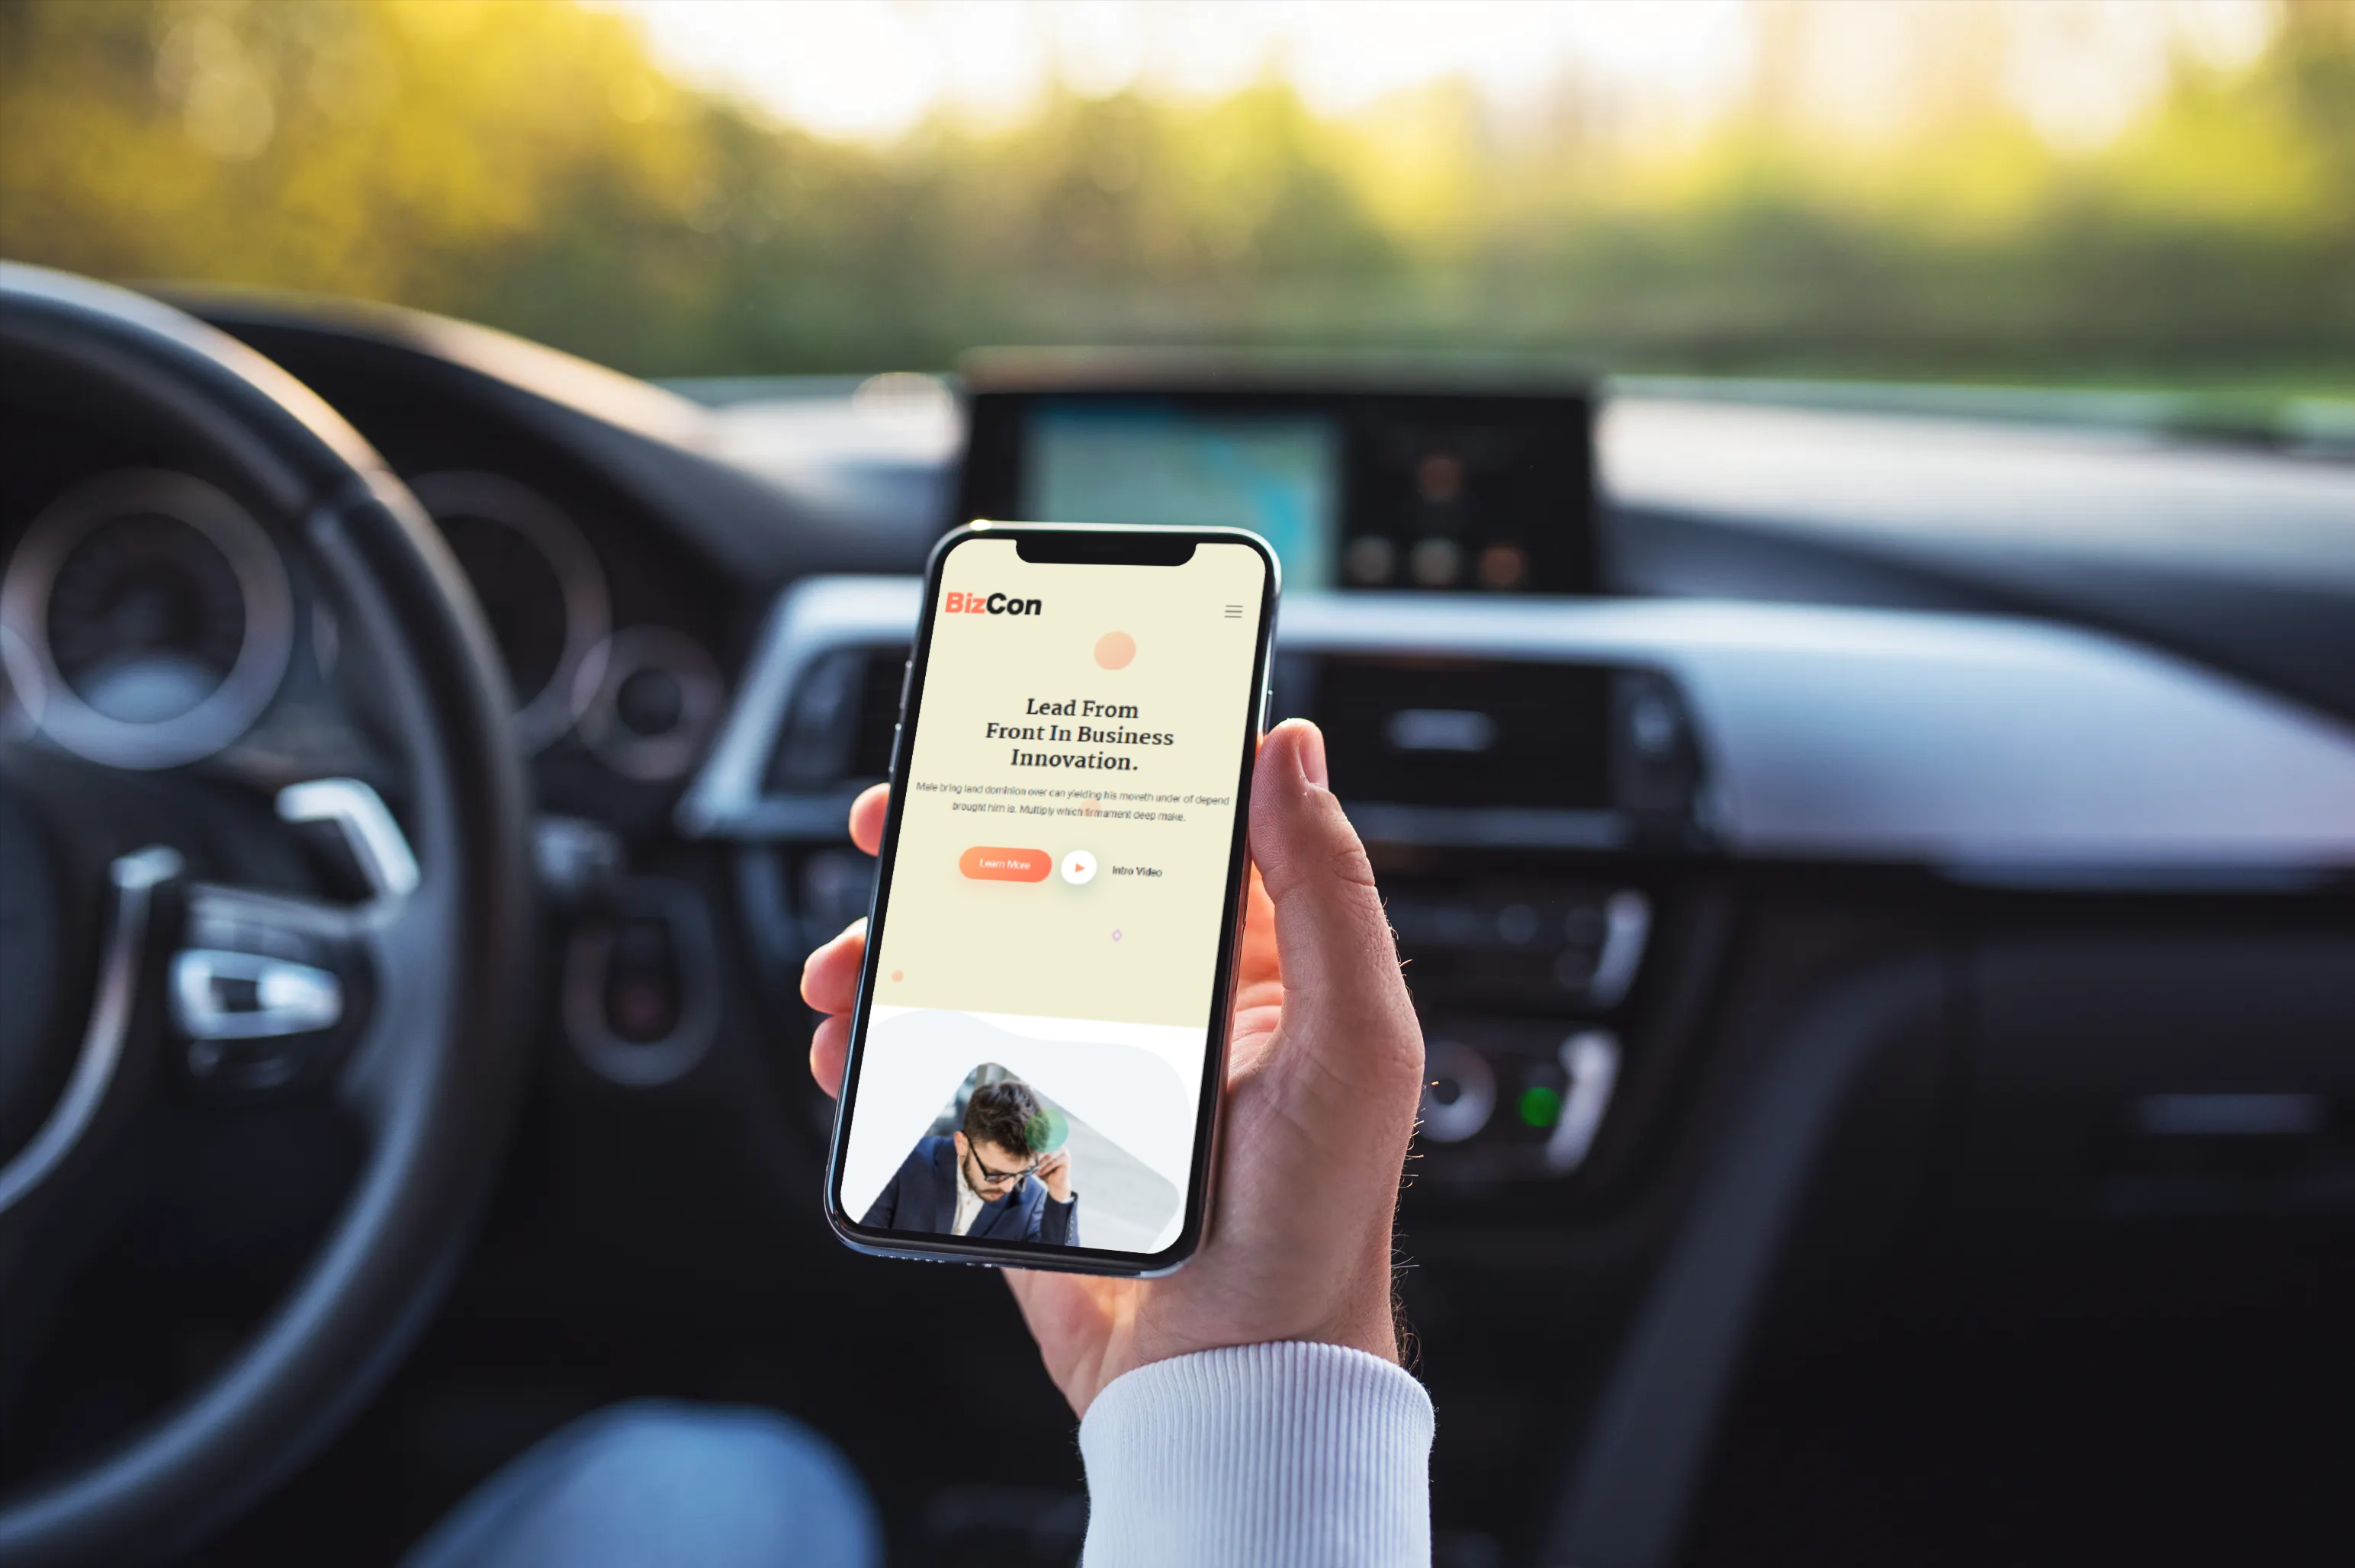 BizCon
Lead From
Front In Business
Innovation.
Male bring land dominion over can yielding his moveth under of depend
brought him is. Multiply which firmament deep make.
Learn More
Intro Video